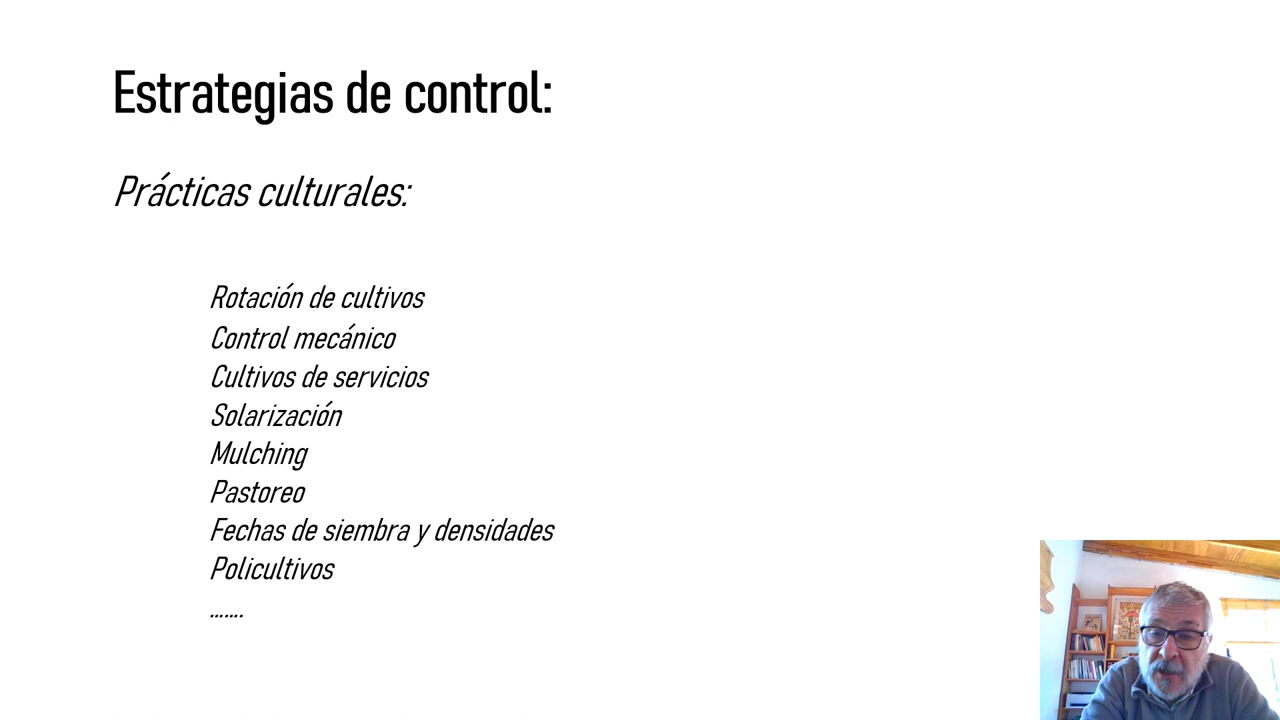 Estrategias de control:
Prácticas culturales:
Rotación de cultivos
Control mecánico
Cultivos de servicios
Solarización
Mulching
Pastoreo
Fechas de siembra y densidades
Policultivos
.......